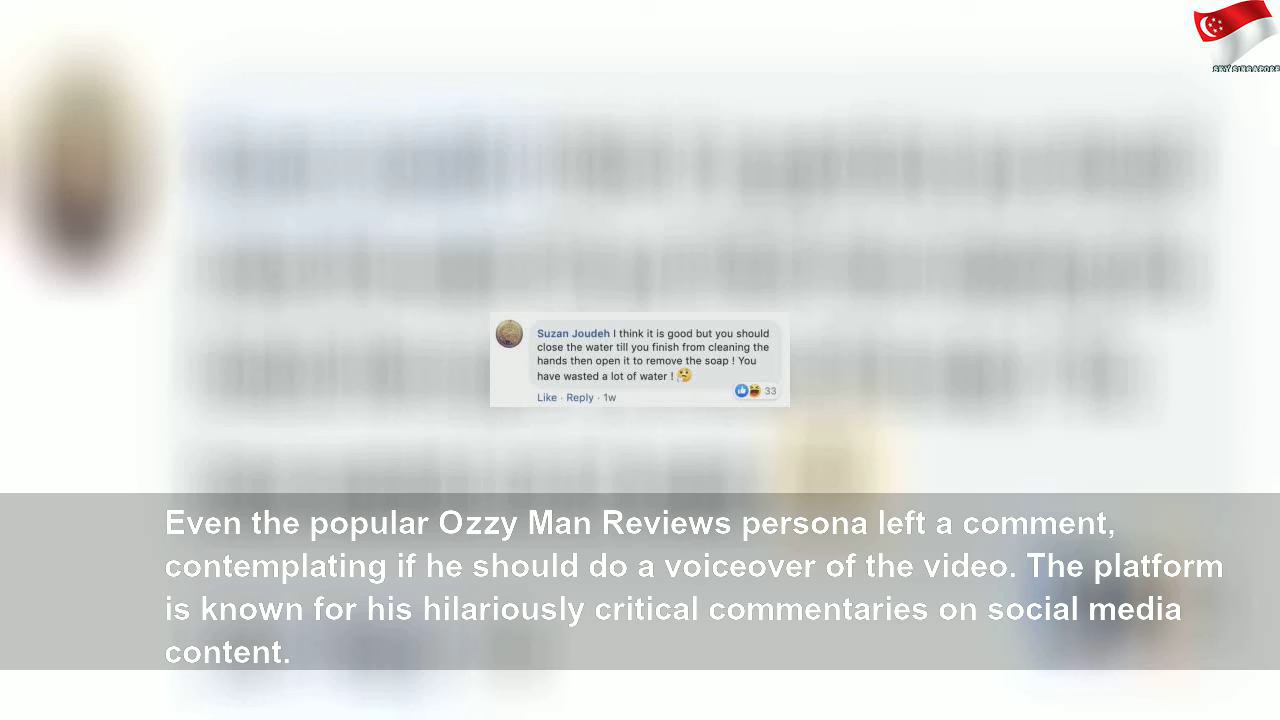 SKY SINGAPORE
Suzan Joudeh I think it is good but you should
close the water till you finish from cleaning the
hands then open it to remove the soap ! You
have wasted a lot of water ! 🤔
33
Like · Reply · 1w
Even the popular Ozzy Man Reviews persona left a comment,
contemplating if he should do a voiceover of the video. The platform
is known for his hilariously critical commentaries on social media
content.